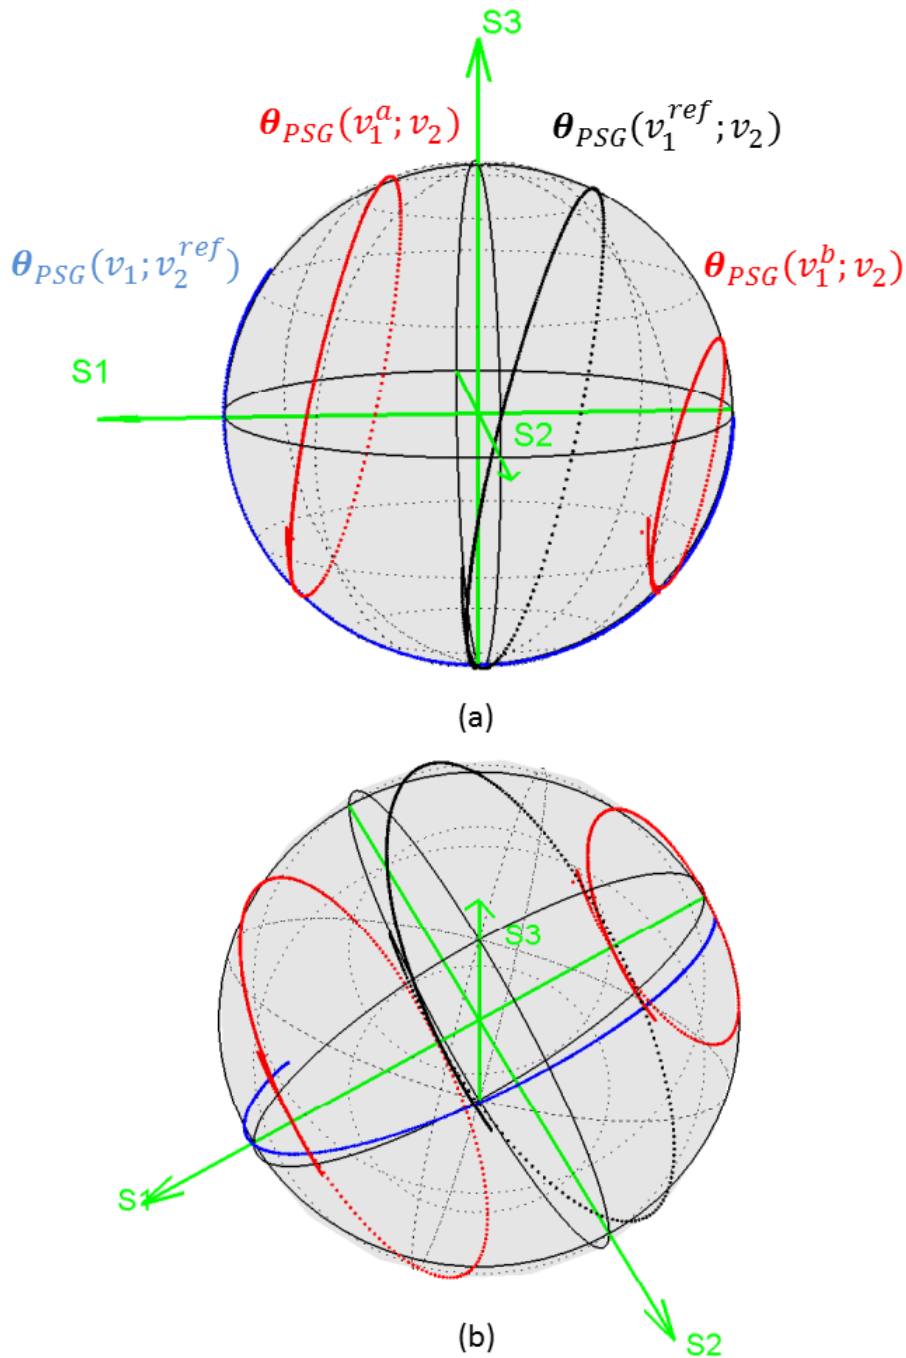 S3
𝜽_PSG(v_1^a; v_2)
𝜽_PSG(v_1^ref; v_2)
𝜽_PSG(v_1; v_2^ref)
𝜽_PSG(v_1^b; v_2)
S1
S2
(a)
S3
S1
S2
(b)